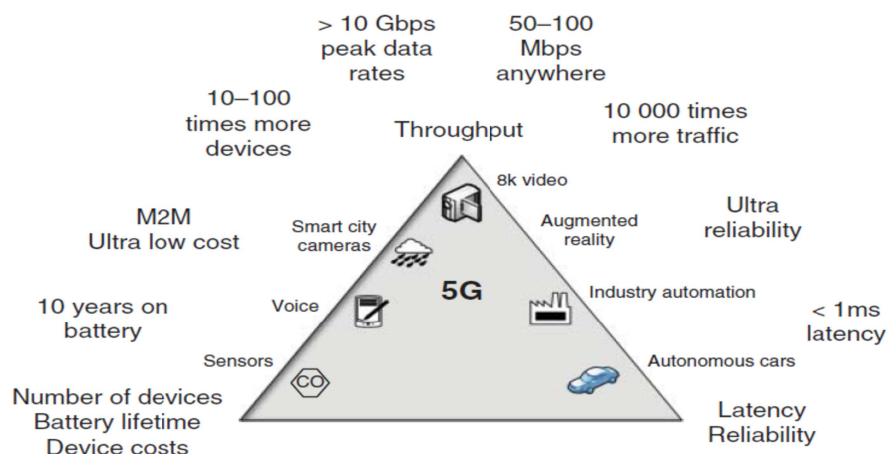 > 10 Gbps
peak data
rates
50–100
Mbps
anywhere
10–100
times more
devices
10 000 times
more traffic
Throughput
8k video
M2M
Ultra low cost
Smart city
cameras
Augmented
reality
Ultra
reliability
5G
10 years on
battery
Voice
Industry automation
< 1ms
latency
Sensors
CO
Autonomous cars
Number of devices
Battery lifetime
Device costs
Latency
Reliability